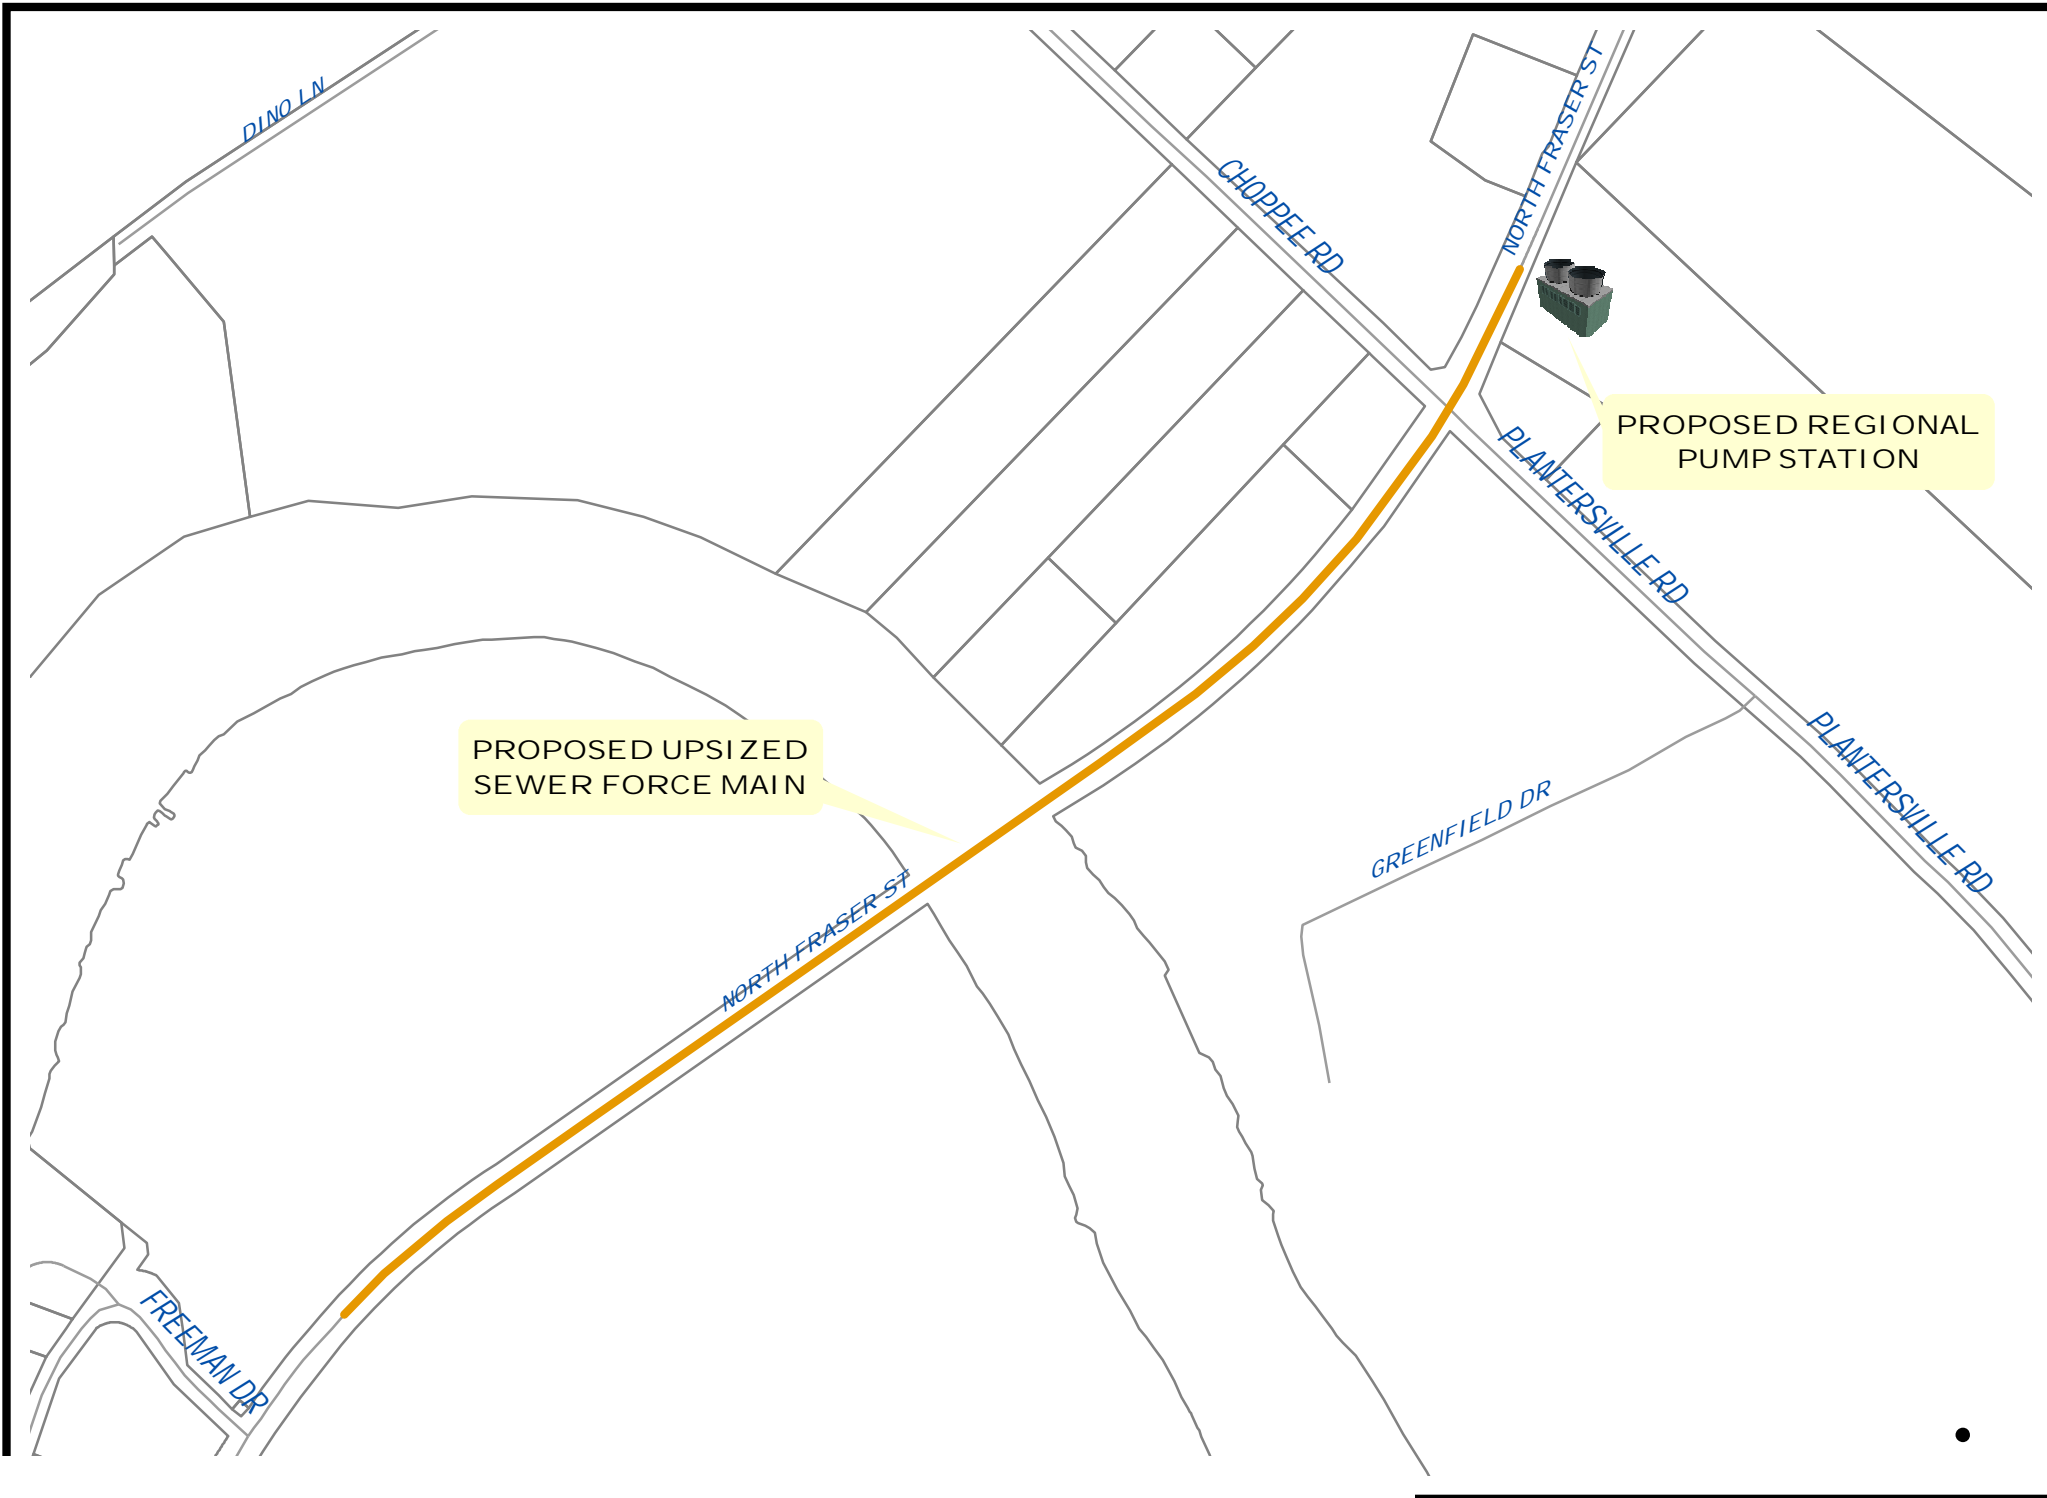 DINO LN
NORTH FRASER ST
CHOPPEE RD
PROPOSED REGIONAL
PUMP STATION
PLANTERSVILLE RD
PROPOSED UPSIZED
SEWER FORCE MAIN
PLANTERSVILLE RD
GREENFIELD DR
NORTH FRASER ST
FREEMAN DR